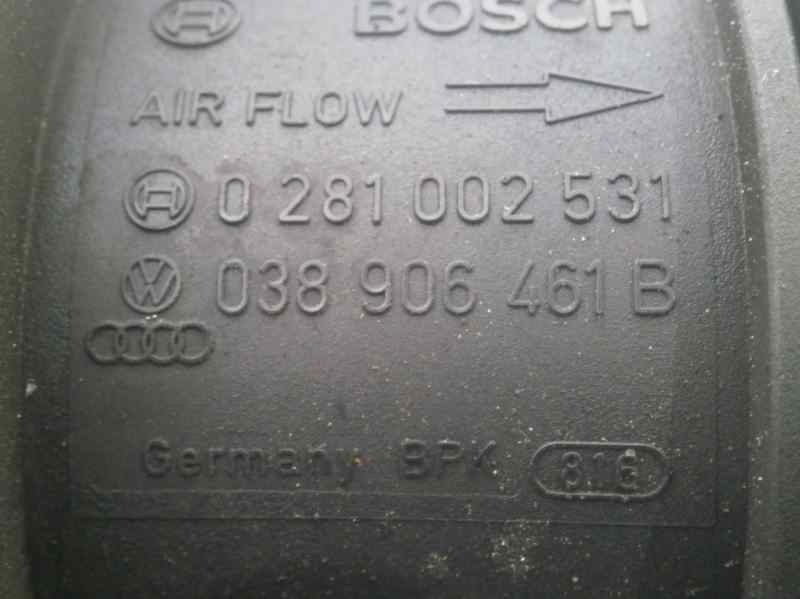 BOSCH
AIR FLOW
0 281 002 531
038 906 461 B
Germany BPK